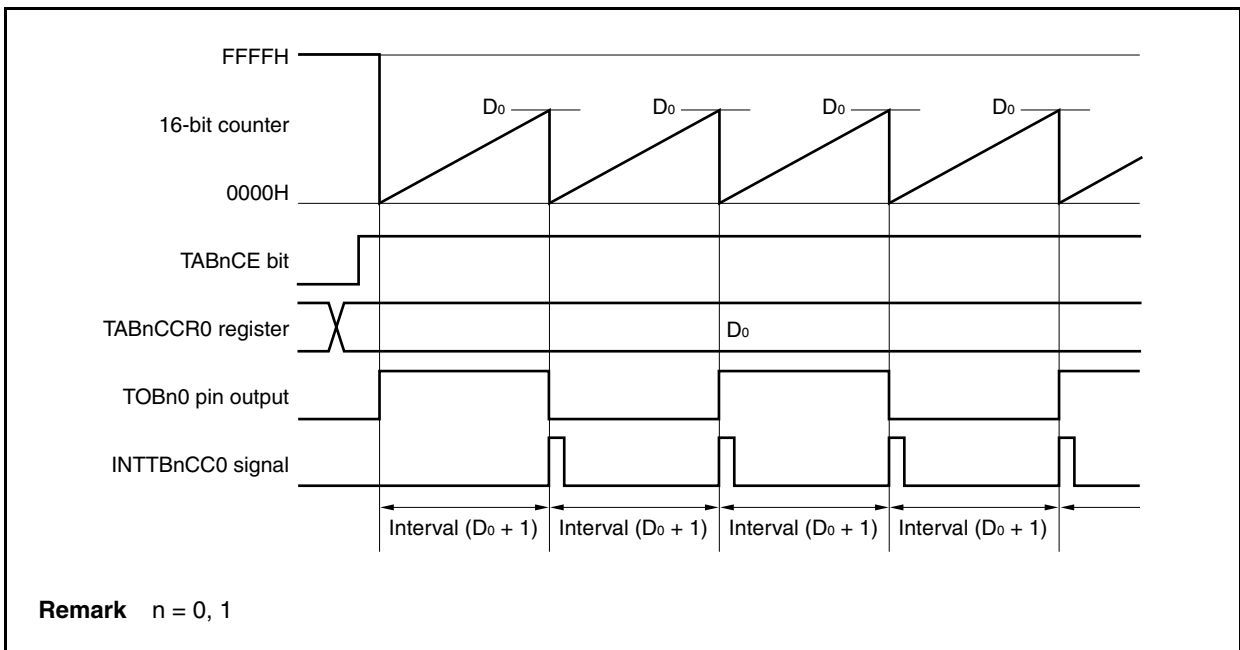 FFFFH
D0 D0 D0 D0
16-bit counter
0000H
TABnCE bit
TABnCCR0 register
D0
TOBn0 pin output
INTTBnCC0 signal
Interval (D0 + 1) Interval (D0 + 1) Interval (D0 + 1) Interval (D0 + 1)
Remark n = 0, 1